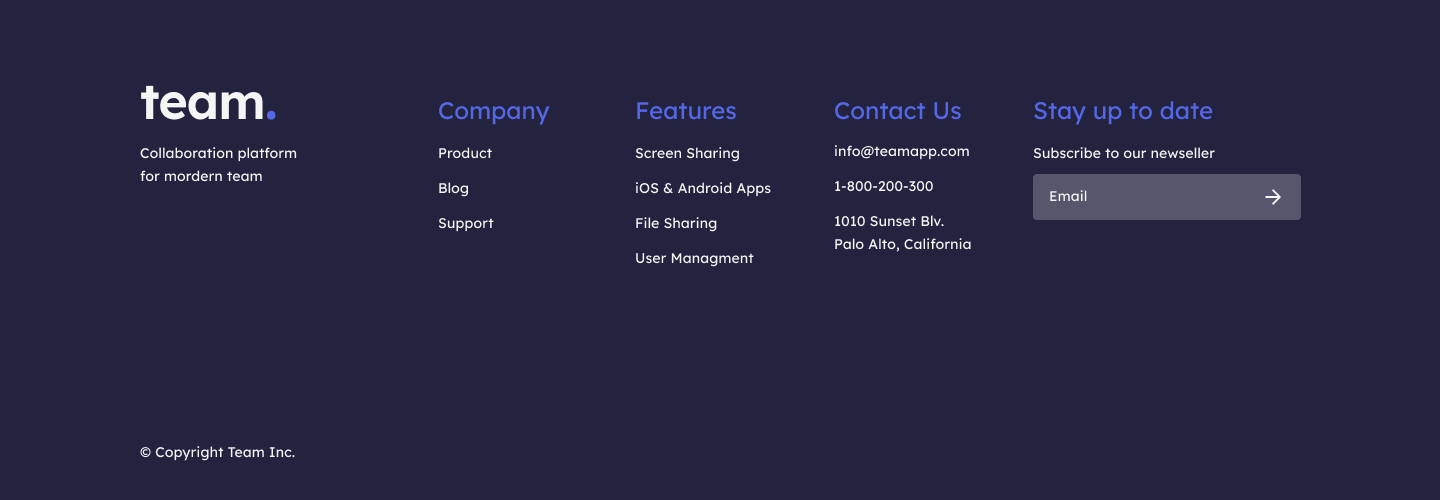 team.
Collaboration platform
for mordern team
Company
Product
Blog
Support
Features
Screen Sharing
iOS & Android Apps
File Sharing
User Managment
Contact Us
info@teamapp.com
1-800-200-300
1010 Sunset Blv.
Palo Alto, California
Stay up to date
Subscribe to our newseller
Email
© Copyright Team Inc.